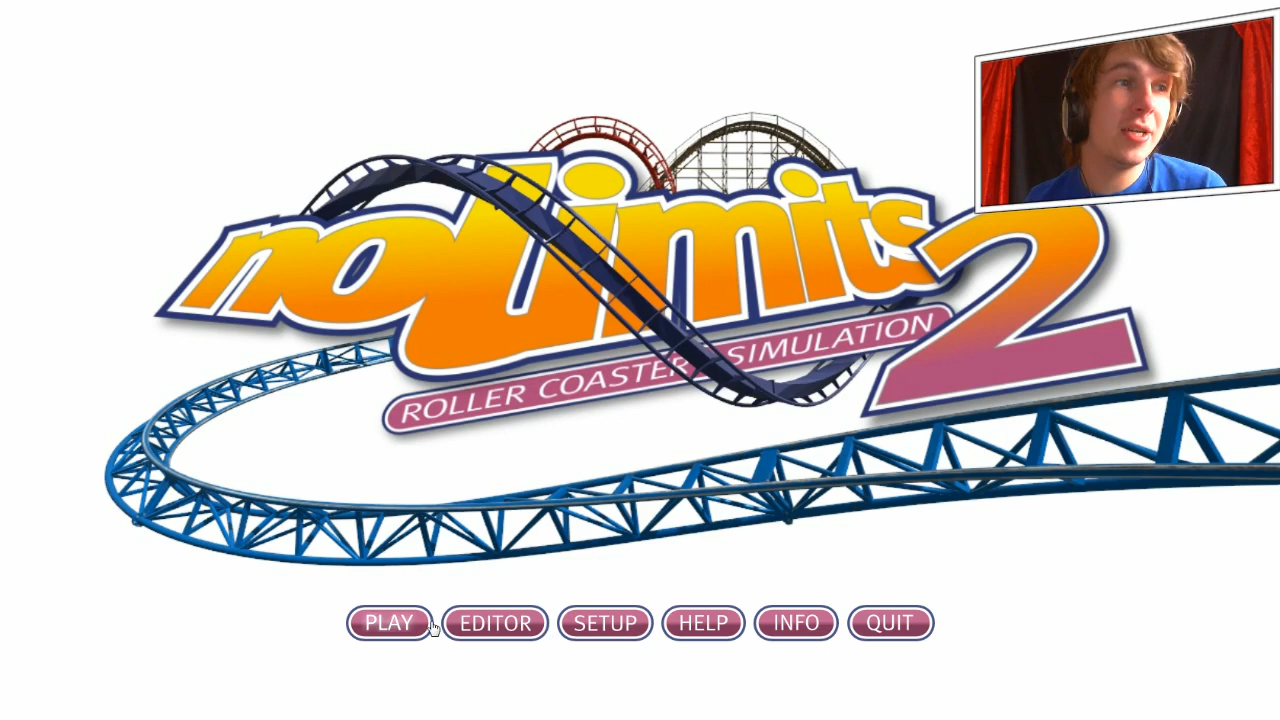 noLimits 2
ROLLER COASTER SIMULATION
PLAY EDITOR SETUP HELP INFO QUIT